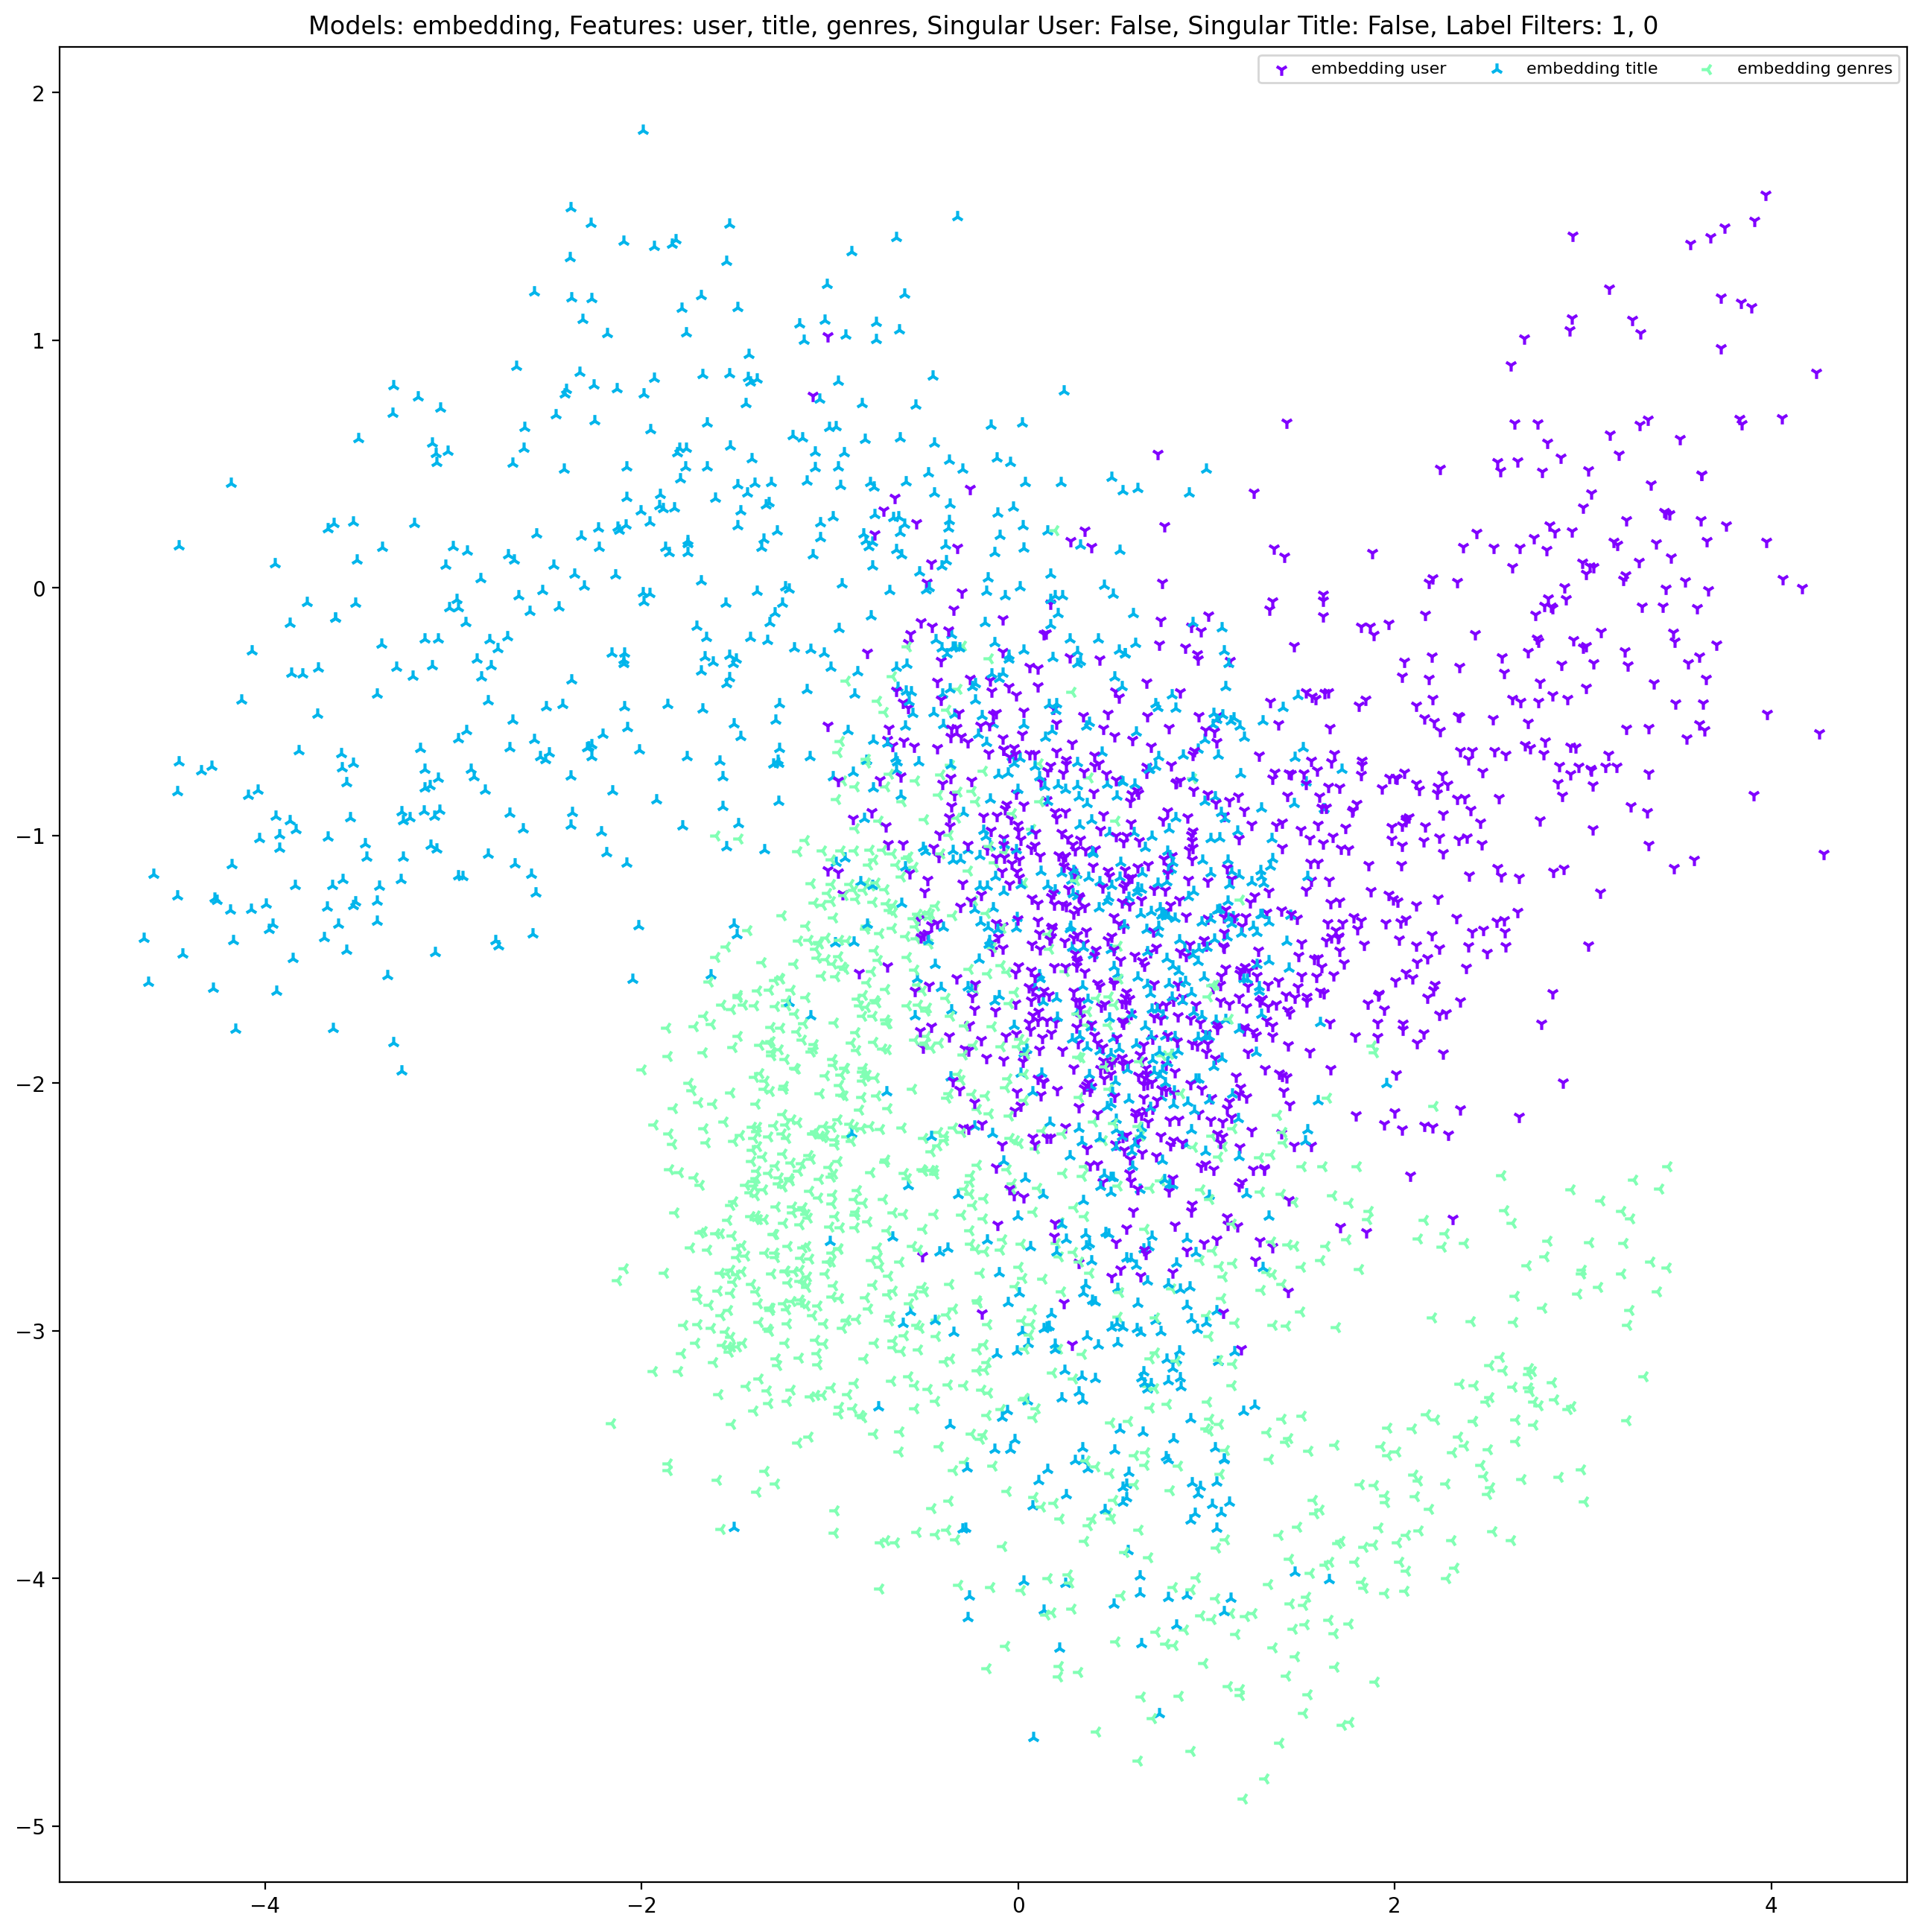 Models: embedding, Features: user, title, genres, Singular User: False, Singular Title: False, Label Filters: 1, 0
embedding user embedding title embedding genres
2
1
0
−1
−2
−3
−4
−5
−4 −2 0 2 4